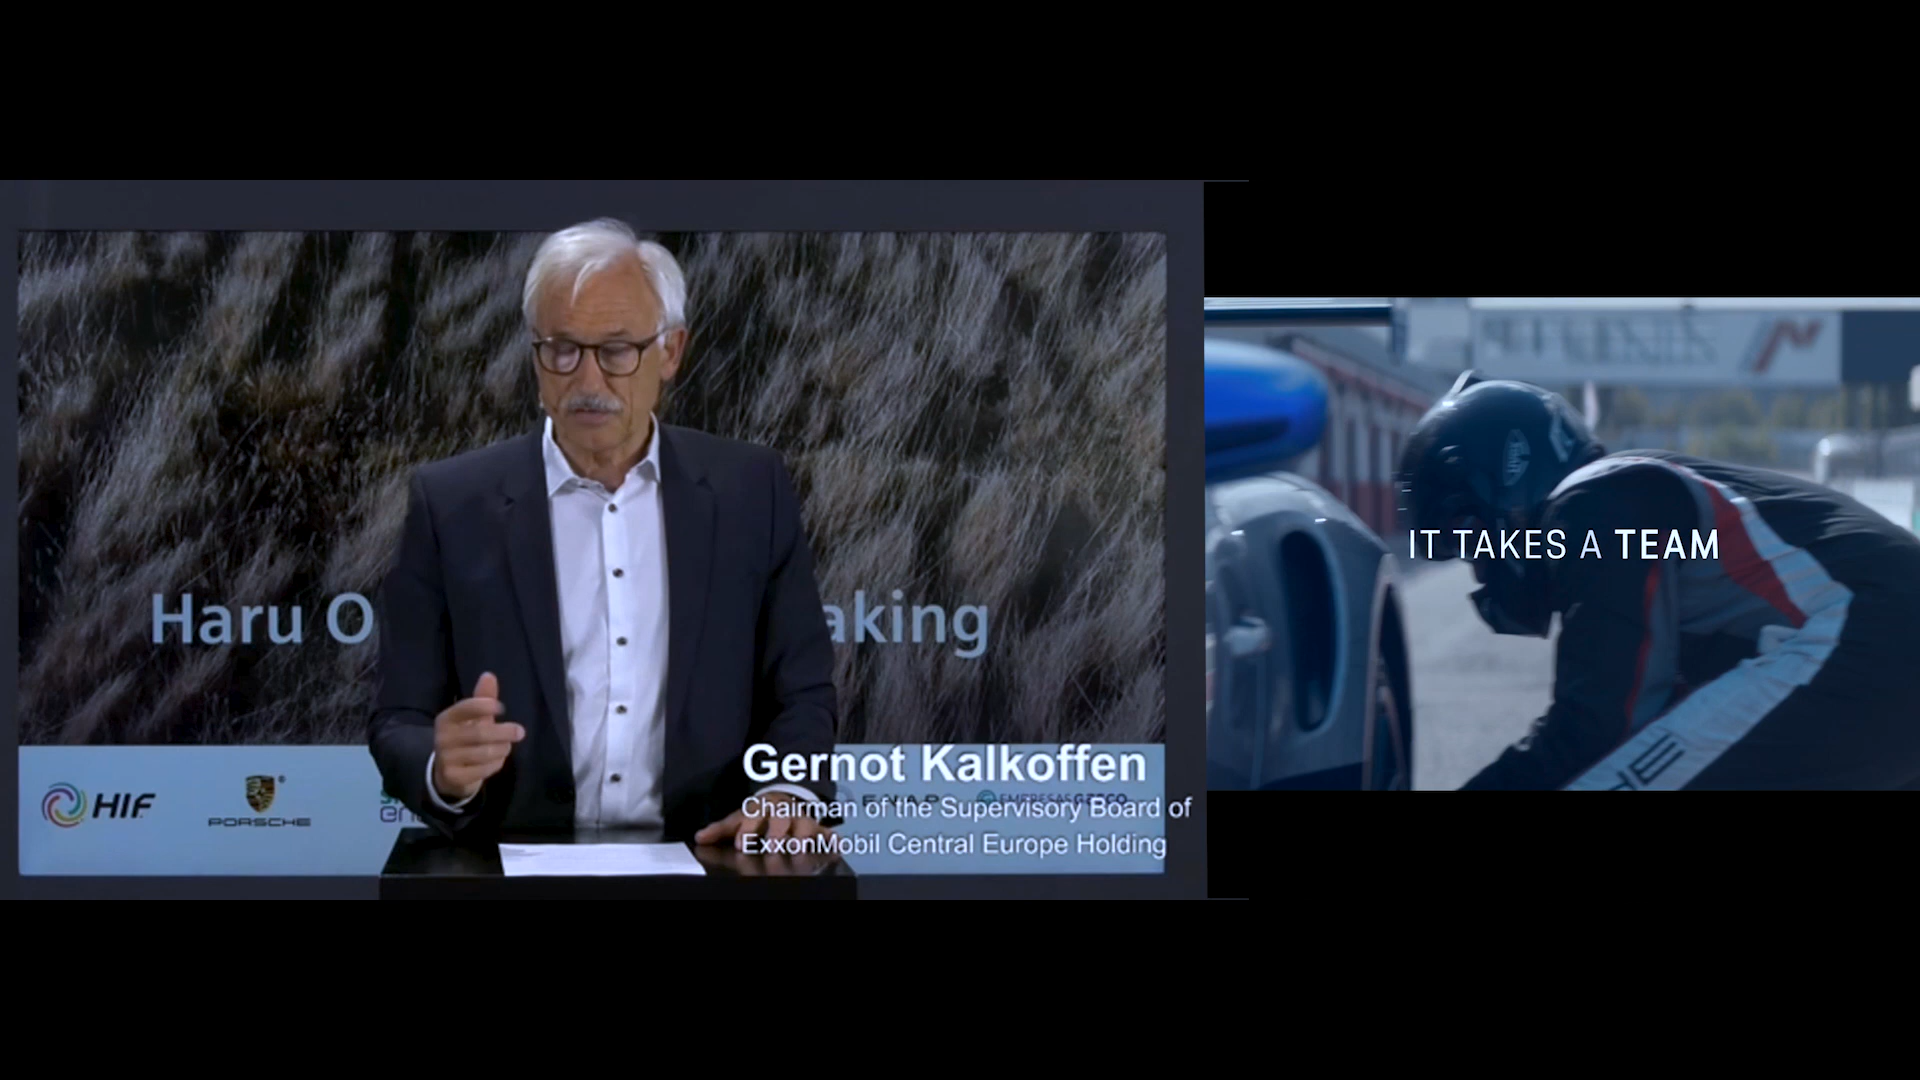 Haru O aking
HIF
PORSCHE
Gernot Kalkoffen
Chairman of the Supervisory Board of
ExxonMobil Central Europe Holding
IT TAKES A TEAM